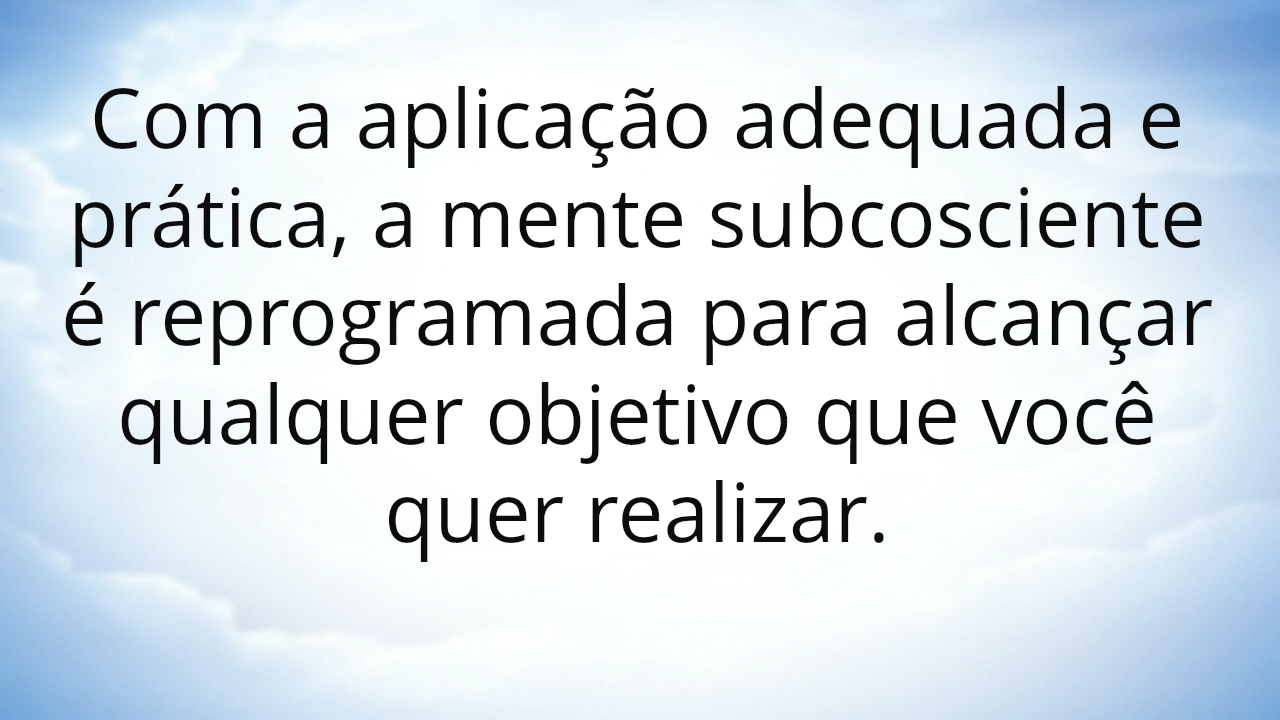 Com a aplicação adequada e
prática, a mente subcosciente
é reprogramada para alcançar
qualquer objetivo que você
quer realizar.